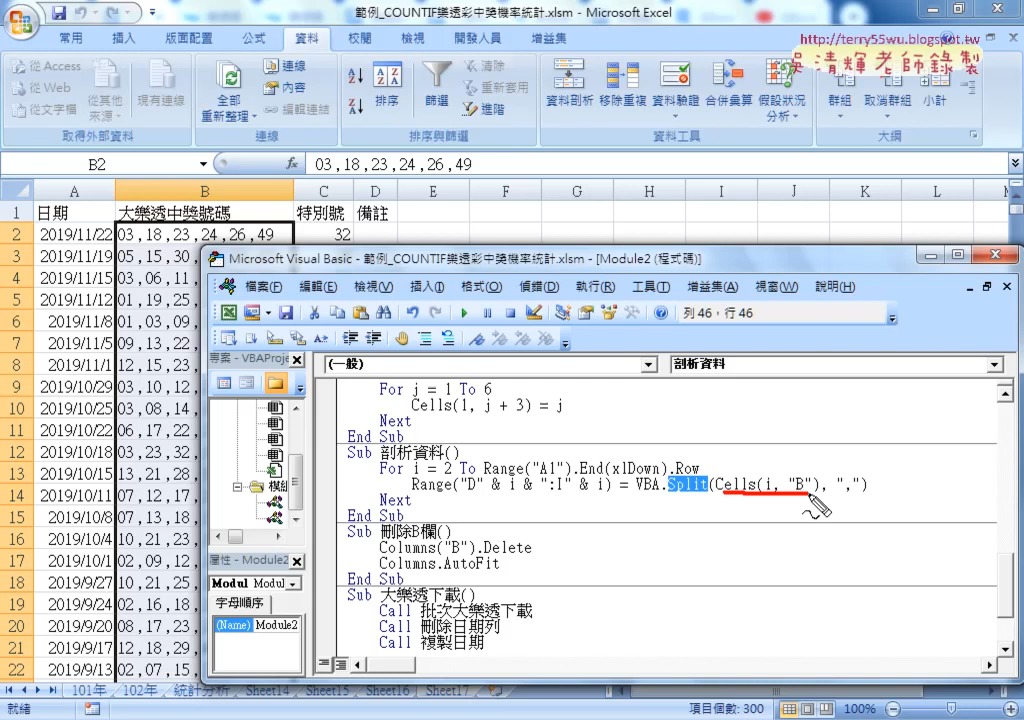 範例_COUNTIF樂透彩中獎機率統計.xlsm - Microsoft Excel
http://terry55wu.blogspot.tw
吳清輝老師錄製
常用 插入 版面配置 公式 資料 校閱 檢視 開發人員 增益集
從 Access
從 Web
從文字檔
從其他來源
現有連線
取得外部資料
全部重新整理
連線
內容
編輯連結
連線
排序
篩選
清除
重新套用
進階
排序與篩選
資料剖析 移除重複 資料驗證 合併彙算 假設狀況分析
資料工具
群組 取消群組 小計
大綱
B2
fx
03,18,23,24,26,49
A B C D E F G H I J K L
1 日期 大樂透中獎號碼 特別號 備註
2 2019/11/22 03,18,23,24,26,49 32
3 2019/11/19 05,15,30,
4 2019/11/15 03,06,11
5 2019/11/12 01,19,25
6 2019/11/8 01,03,09,
7 2019/11/5 09,13,22,
8 2019/11/1 12,15,23,
9 2019/10/29 03,10,12,
10 2019/10/25 03,08,14,
11 2019/10/22 06,17,22,
12 2019/10/18 03,23,32,
13 2019/10/15 13,21,28,
14 2019/10/11 07,12,17,
15 2019/10/8 07,13,18,
16 2019/10/4 10,21,23,
17 2019/10/1 02,09,12,
18 2019/9/27 10,21,25,
19 2019/9/24 02,16,18,
20 2019/9/20 08,17,23,
21 2019/9/17 12,18,29,
22 2019/9/13 02,07,15,
Microsoft Visual Basic - 範例_COUNTIF樂透彩中獎機率統計.xlsm - [Module2 (程式碼)]
檔案(F) 編輯(E) 檢視(V) 插入(I) 格式(O) 偵錯(D) 執行(R) 工具(T) 增益集(A) 視窗(W) 說明(H)
列 46，行 46
專案 - VBAProje
屬性 - Module2
Modul Modul
字母順序
(Name) Module2
(一般) 剖析資料
For j = 1 To 6
Cells(1, j + 3) = j
Next
End Sub
Sub 剖析資料()
For i = 2 To Range("A1").End(xlDown).Row
Range("D" & i & ":I" & i) = VBA.Split(Cells(i, "B"), ",")
Next
End Sub
Sub 刪除B欄()
Columns("B").Delete
Columns.AutoFit
End Sub
Sub 大樂透下載()
Call 批次大樂透下載
Call 刪除日期列
Call 複製日期
101年 102年 統計分析 Sheet14 Sheet15 Sheet16 Sheet17
就緒
項目個數: 300
100%